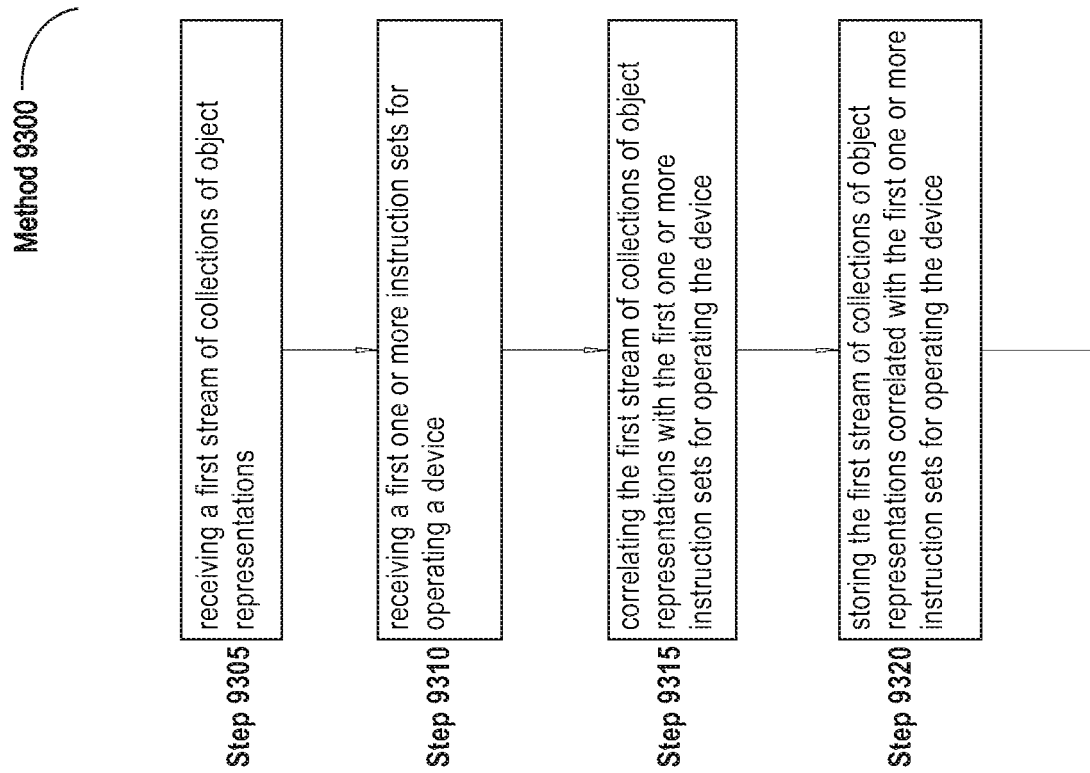 Method 9300
Step 9305
receiving a first stream of collections of object
representations
Step 9310
receiving a first one or more instruction sets for
operating a device
Step 9315
correlating the first stream of collections of object
representations with the first one or more
instruction sets for operating the device
Step 9320
storing the first stream of collections of object
representations correlated with the first one or more
instruction sets for operating the device